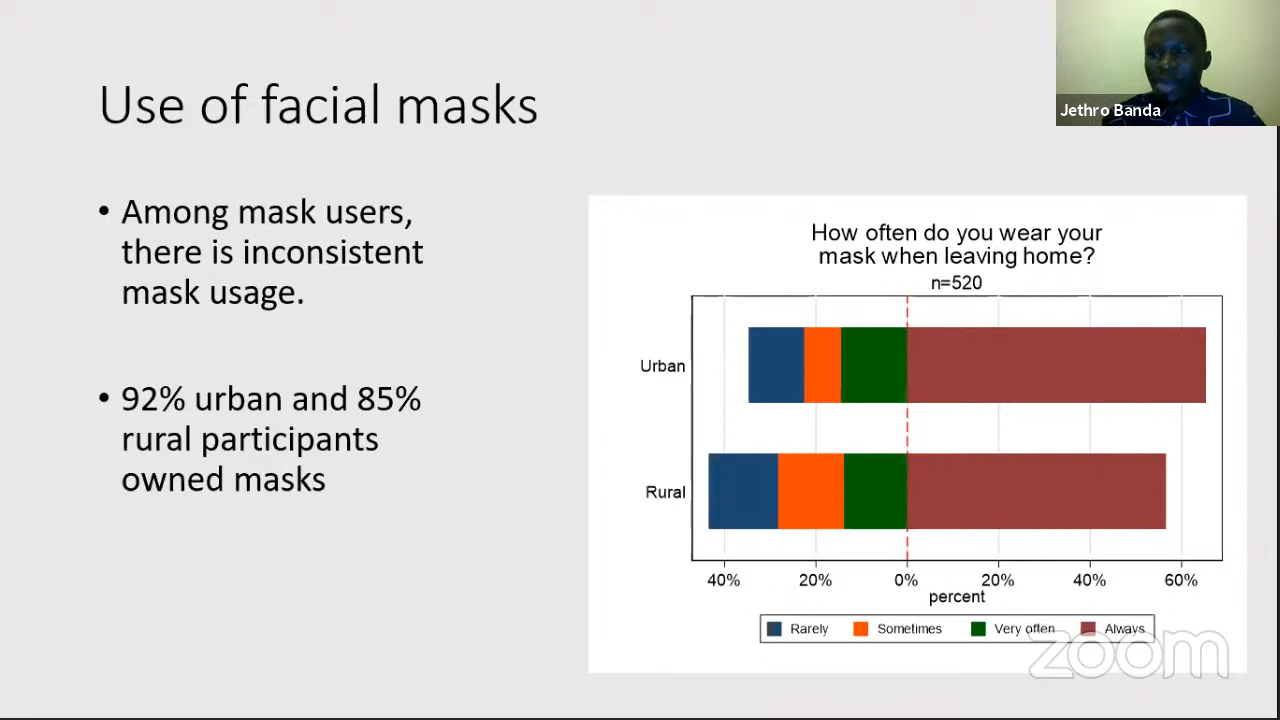 Use of facial masks
Jethro Banda
• Among mask users,
there is inconsistent
mask usage.
• 92% urban and 85%
rural participants
owned masks
How often do you wear your
mask when leaving home?
n=520
Urban
Rural
40% 20% 0% 20% 40% 60%
percent
Rarely Sometimes Very often Always
zoom